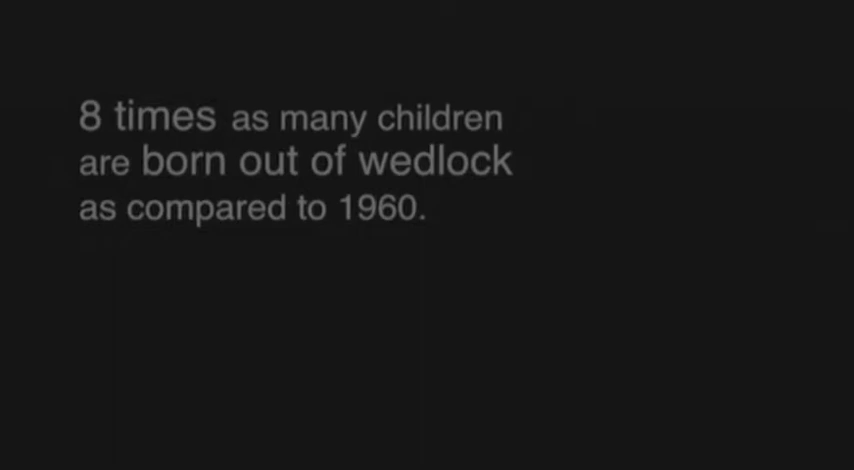 8 times as many children
are born out of wedlock
as compared to 1960.